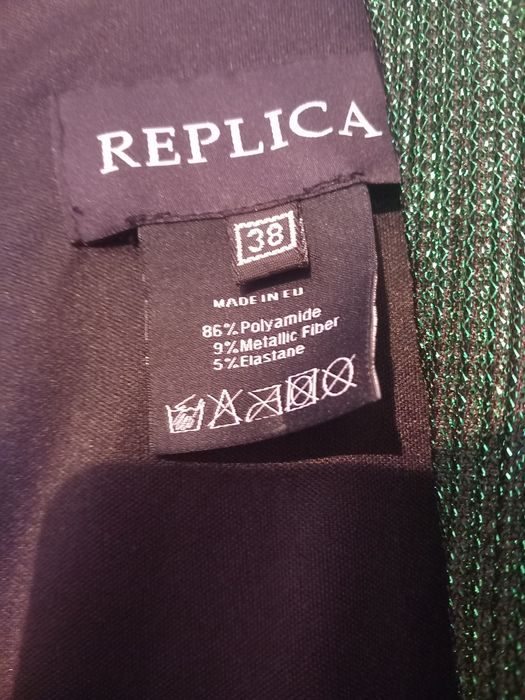 REPLICA
38
MADE IN EU
86% Polyamide
9% Metallic Fiber
5% Elastane